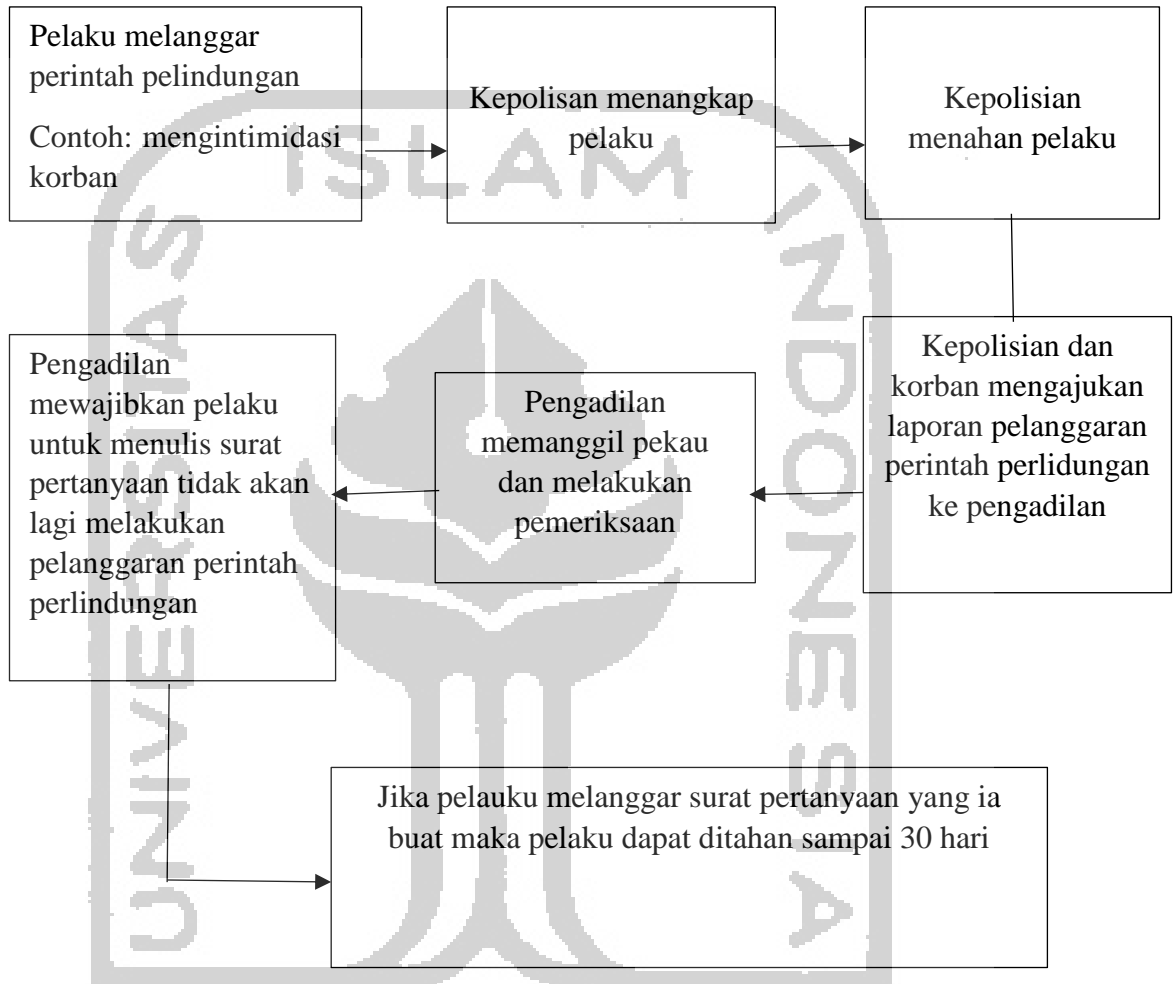 Pelaku melanggar
perintah pelindungan
Contoh: mengintimidasi
korban
Kepolisan menangkap
pelaku
Kepolisian
menahan pelaku
Kepolisian dan
korban mengajukan
laporan pelanggaran
perintah perlidungan
ke pengadilan
Pengadilan
memanggil pekau
dan melakukan
pemeriksaan
Pengadilan
mewajibkan pelaku
untuk menulis surat
pertanyaan tidak akan
lagi melakukan
pelanggaran perintah
perlindungan
Jika pelauku melanggar surat pertanyaan yang ia
buat maka pelaku dapat ditahan sampai 30 hari
UNIVERSITAS
ISLAM
INDONESIA